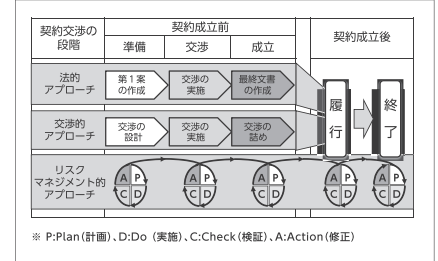 契約交渉の
段階
契約成立前
契約成立後
準備
交渉
成立
法的
アプローチ
第1案
の作成
交渉の
実施
最終文書
の作成
交渉的
アプローチ
交渉の
設計
交渉の
実施
交渉の
詰め
履
行
終
了
リスク
マネジメント的
アプローチ
A P
C D
A P
C D
A P
C D
A P
C D
A P
C D
※ P:Plan(計画)、D:Do (実施)、C:Check(検証)、A:Action(修正)